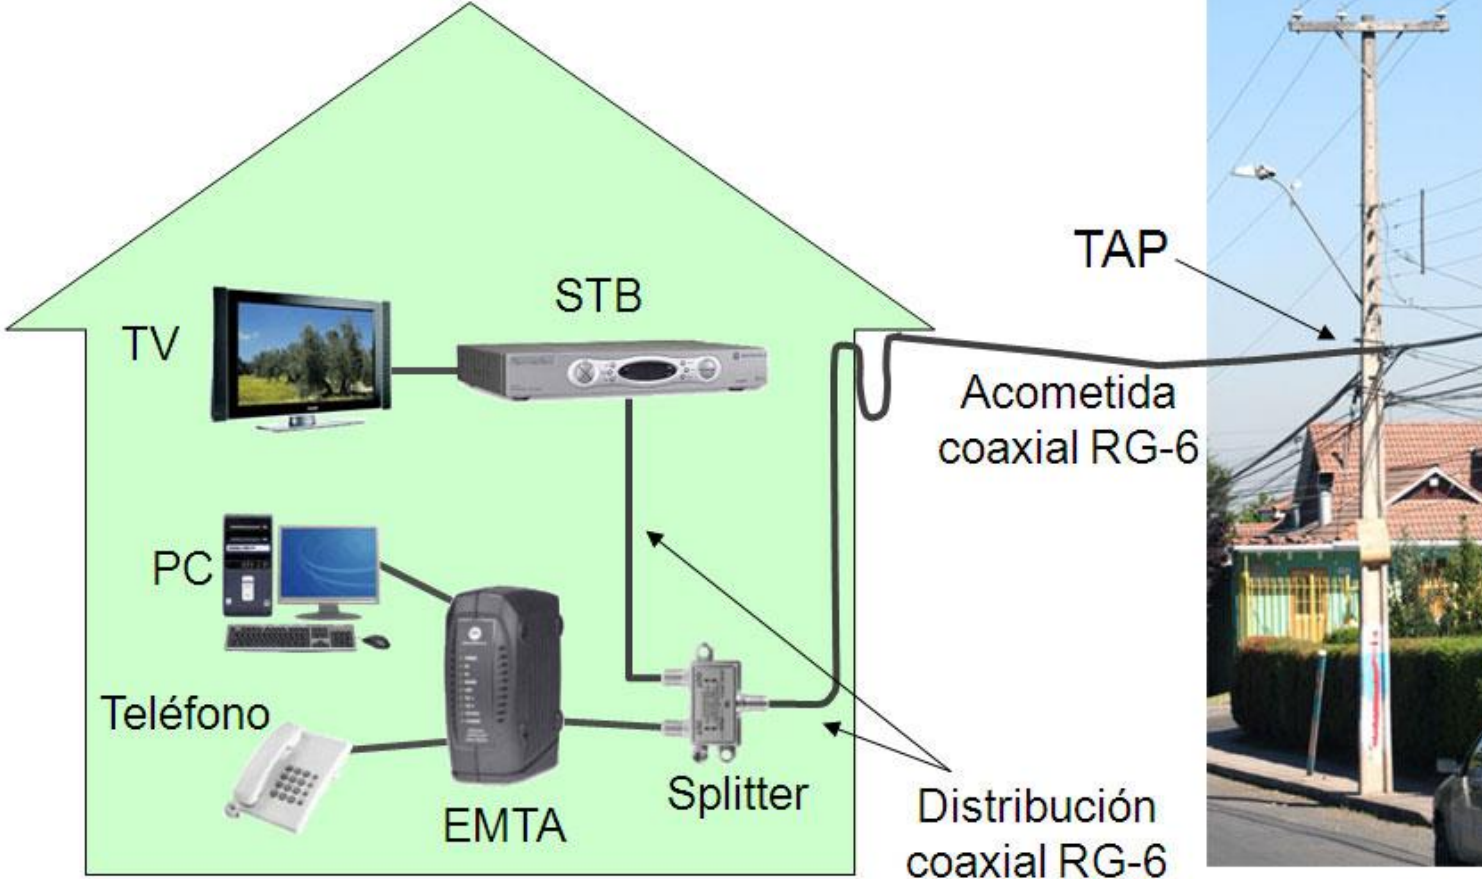 STB
TV
TAP
Acometida
coaxial RG-6
PC
Teléfono
Splitter
EMTA
Distribución
coaxial RG-6